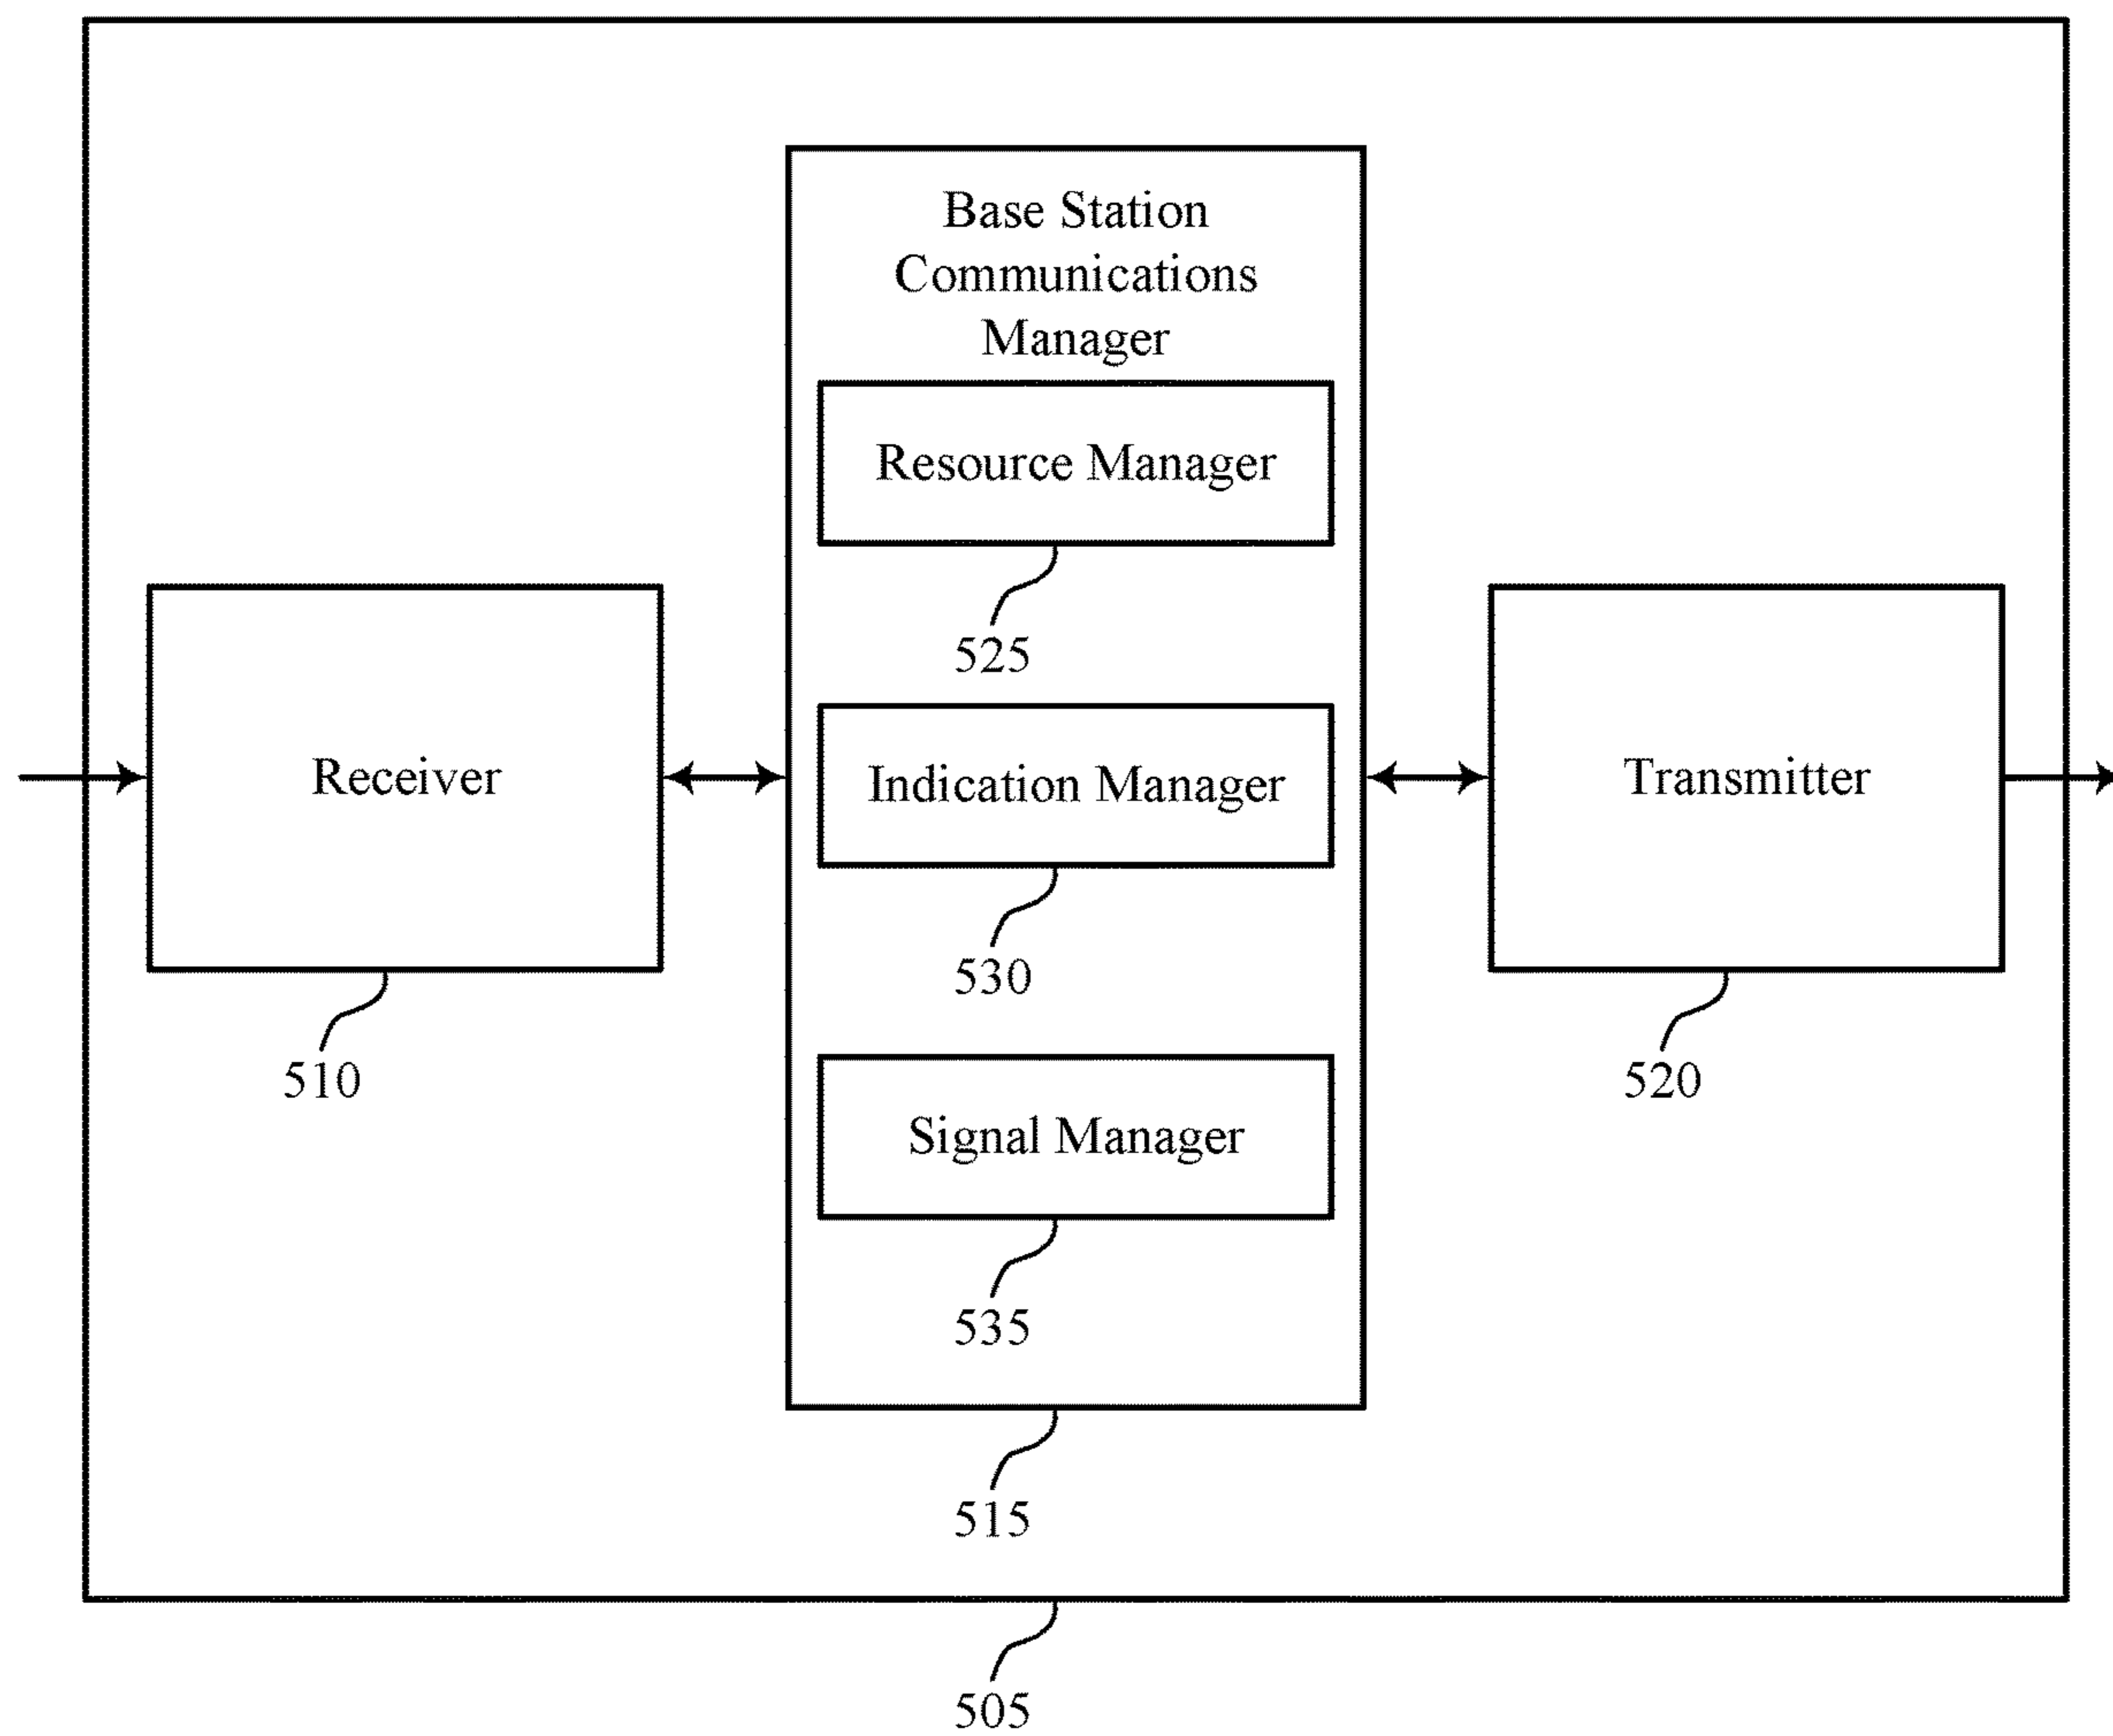 Base Station
Communications
Manager
Resource Manager
525
Receiver
510
Indication Manager
530
Transmitter
520
Signal Manager
535
515
505